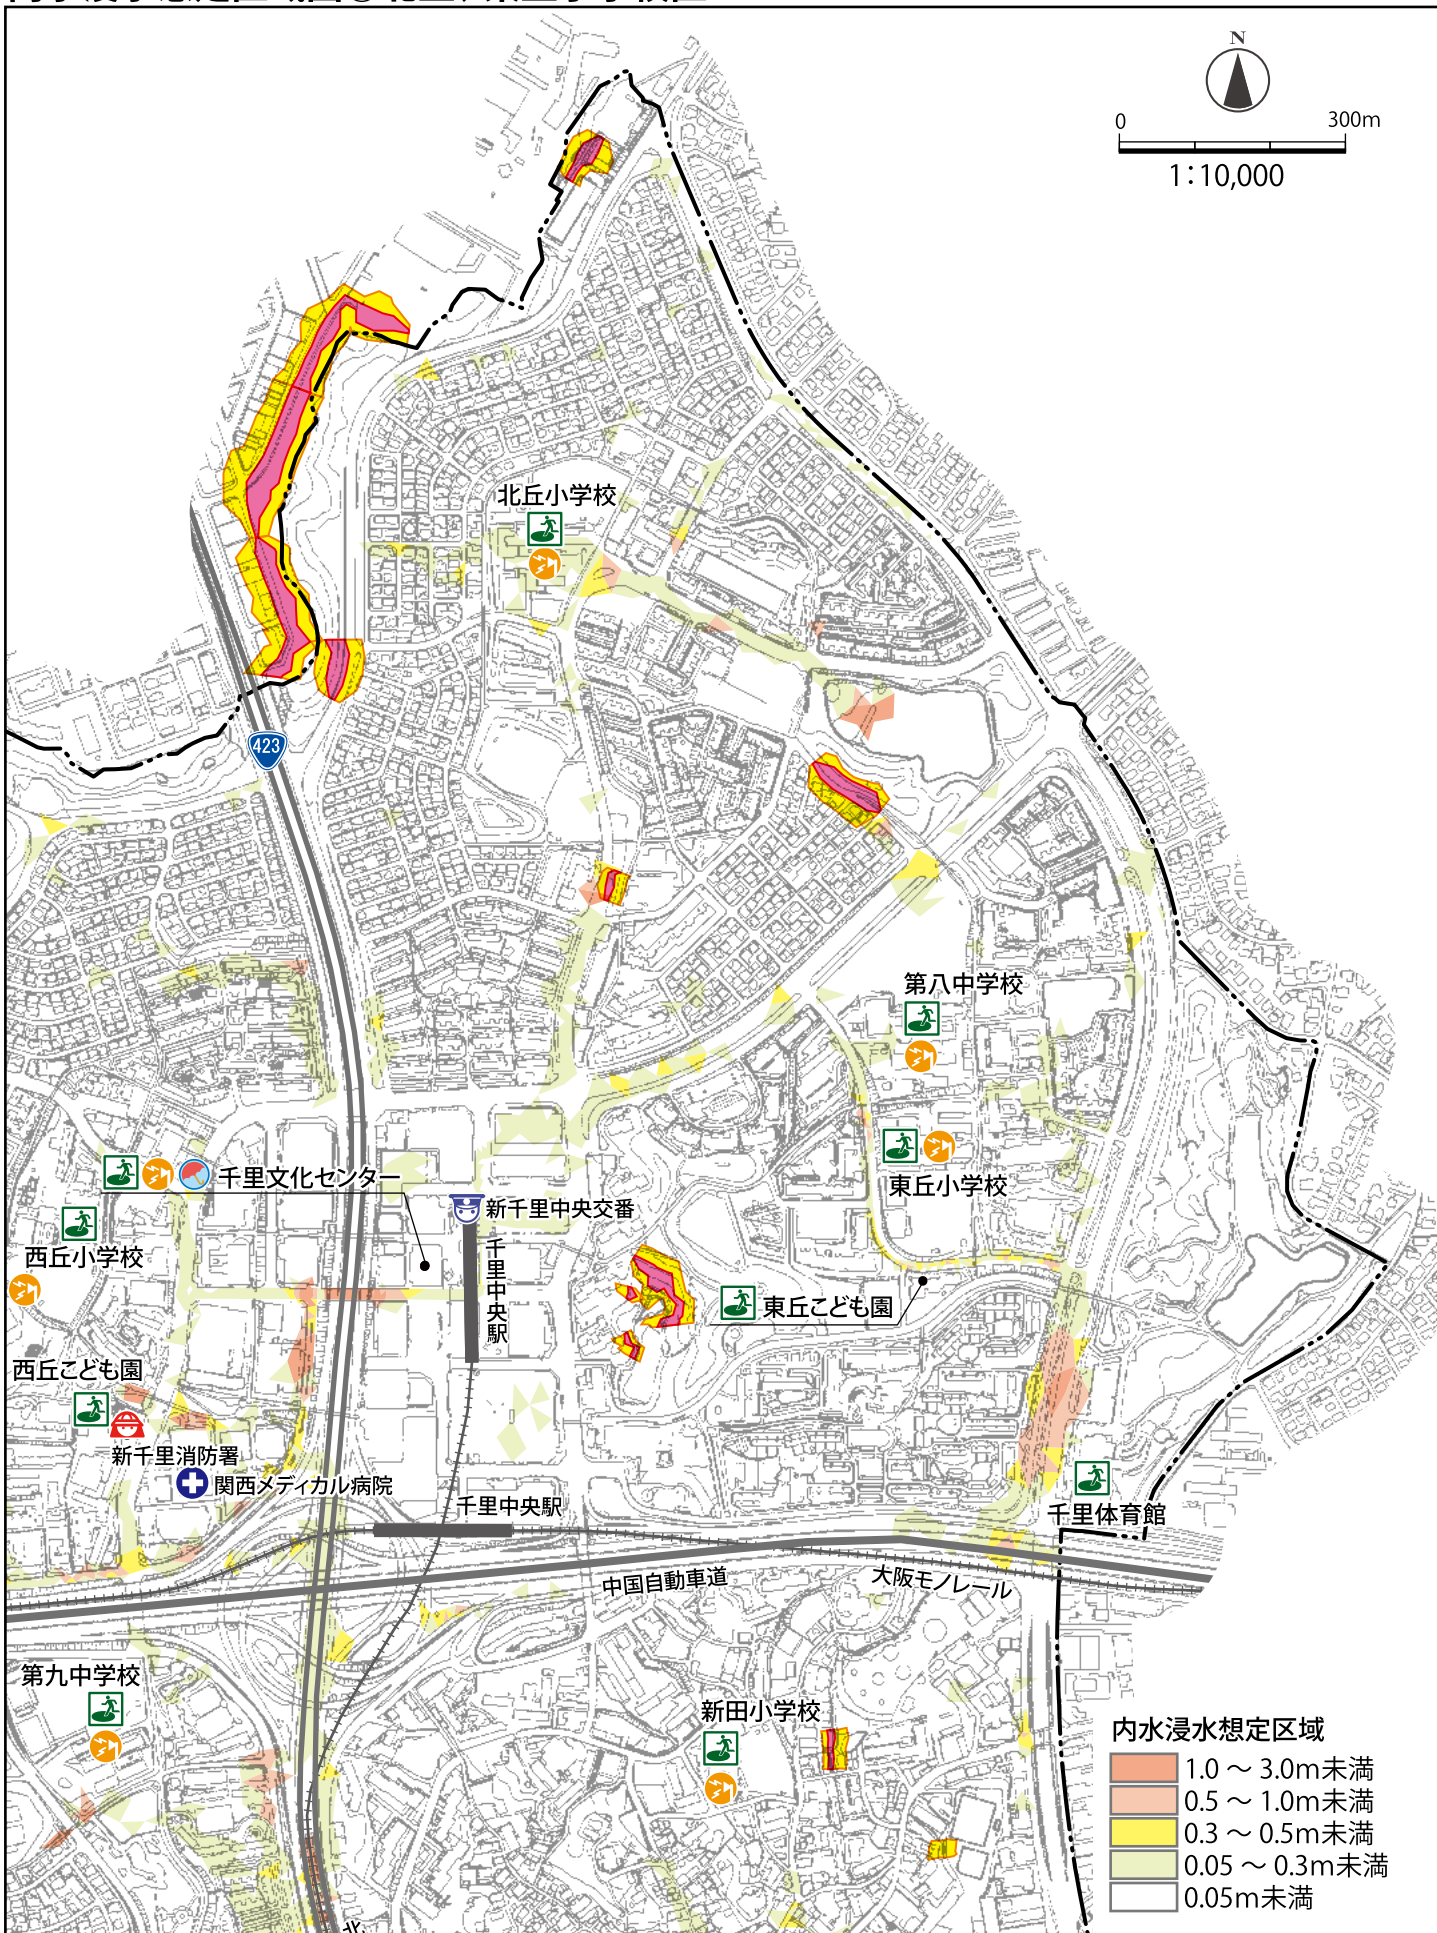 N
0 300m
1:10,000
北丘小学校
423
第八中学校
東丘小学校
千里文化センター
新千里中央交番
西丘小学校
千里中央駅
東丘こども園
西丘こども園
新千里消防署
関西メディカル病院
千里中央駅
千里体育館
中国自動車道
大阪モノレール
第九中学校
新田小学校
内水浸水想定区域
1.0 ～ 3.0m未満
0.5 ～ 1.0m未満
0.3 ～ 0.5m未満
0.05 ～ 0.3m未満
0.05m未満
北